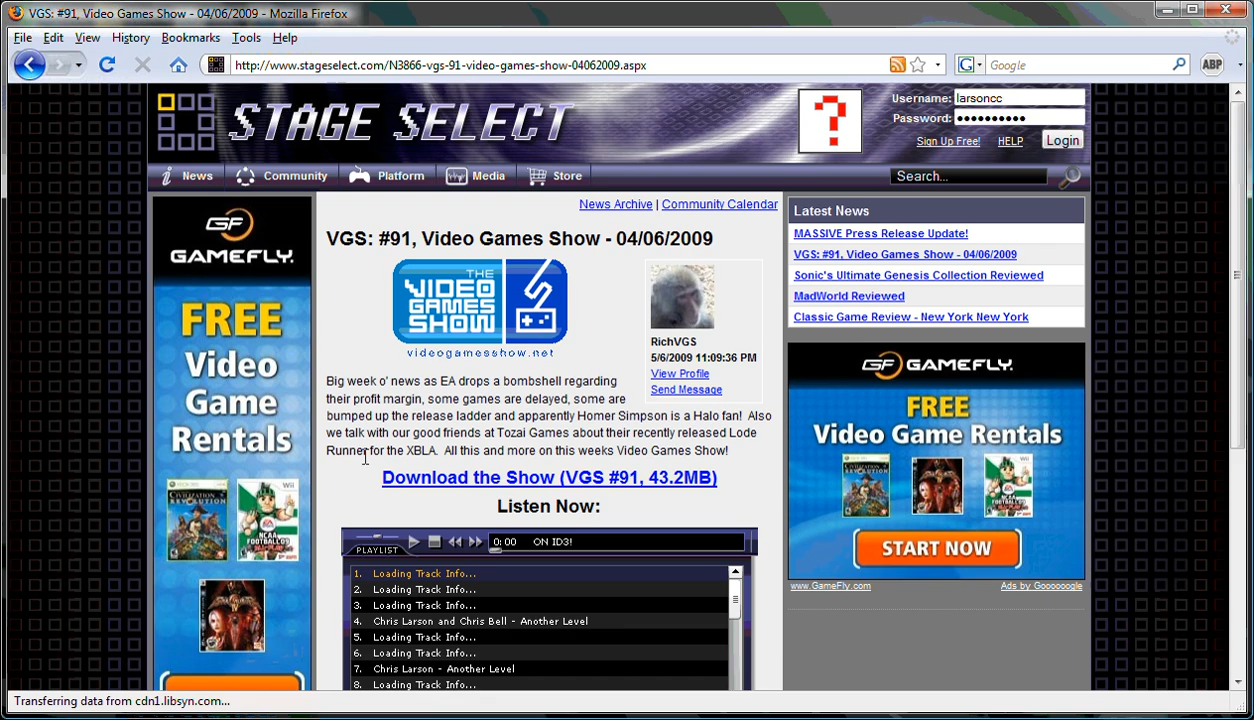 VGS: #91, Video Games Show - 04/06/2009 - Mozilla Firefox
File Edit View History Bookmarks Tools Help
http://www.stageselect.com/N3866-vgs-91-video-games-show-04062009.aspx
G Google
ABP
STAGE SELECT
?
Username: larsoncc
Password: ••••••••••
Sign Up Free! HELP Login
i News Community Platform Media Store
Search...
GF
GAMEFLY.
FREE
Video
Game
Rentals
News Archive | Community Calendar
VGS: #91, Video Games Show - 04/06/2009
THE
VIDEO
GAMES
SHOW
videogamesshow.net
RichVGS
5/6/2009 11:09:36 PM
View Profile
Send Message
Big week o' news as EA drops a bombshell regarding
their profit margin, some games are delayed, some are
bumped up the release ladder and apparently Homer Simpson is a Halo fan! Also
we talk with our good friends at Tozai Games about their recently released Lode
Runner for the XBLA. All this and more on this weeks Video Games Show!
Download the Show (VGS #91, 43.2MB)
Listen Now:
PLAYLIST
0:00 ON ID3!
1. Loading Track Info...
2. Loading Track Info...
3. Loading Track Info...
4. Chris Larson and Chris Bell - Another Level
5. Loading Track Info...
6. Loading Track Info...
7. Chris Larson - Another Level
8. Loading Track Info...
Latest News
MASSIVE Press Release Update!
VGS: #91, Video Games Show - 04/06/2009
Sonic's Ultimate Genesis Collection Reviewed
MadWorld Reviewed
Classic Game Review - New York New York
GF GAMEFLY.
FREE
Video Game Rentals
START NOW
www.GameFly.com Ads by Goooooogle
Transferring data from cdn1.libsyn.com...